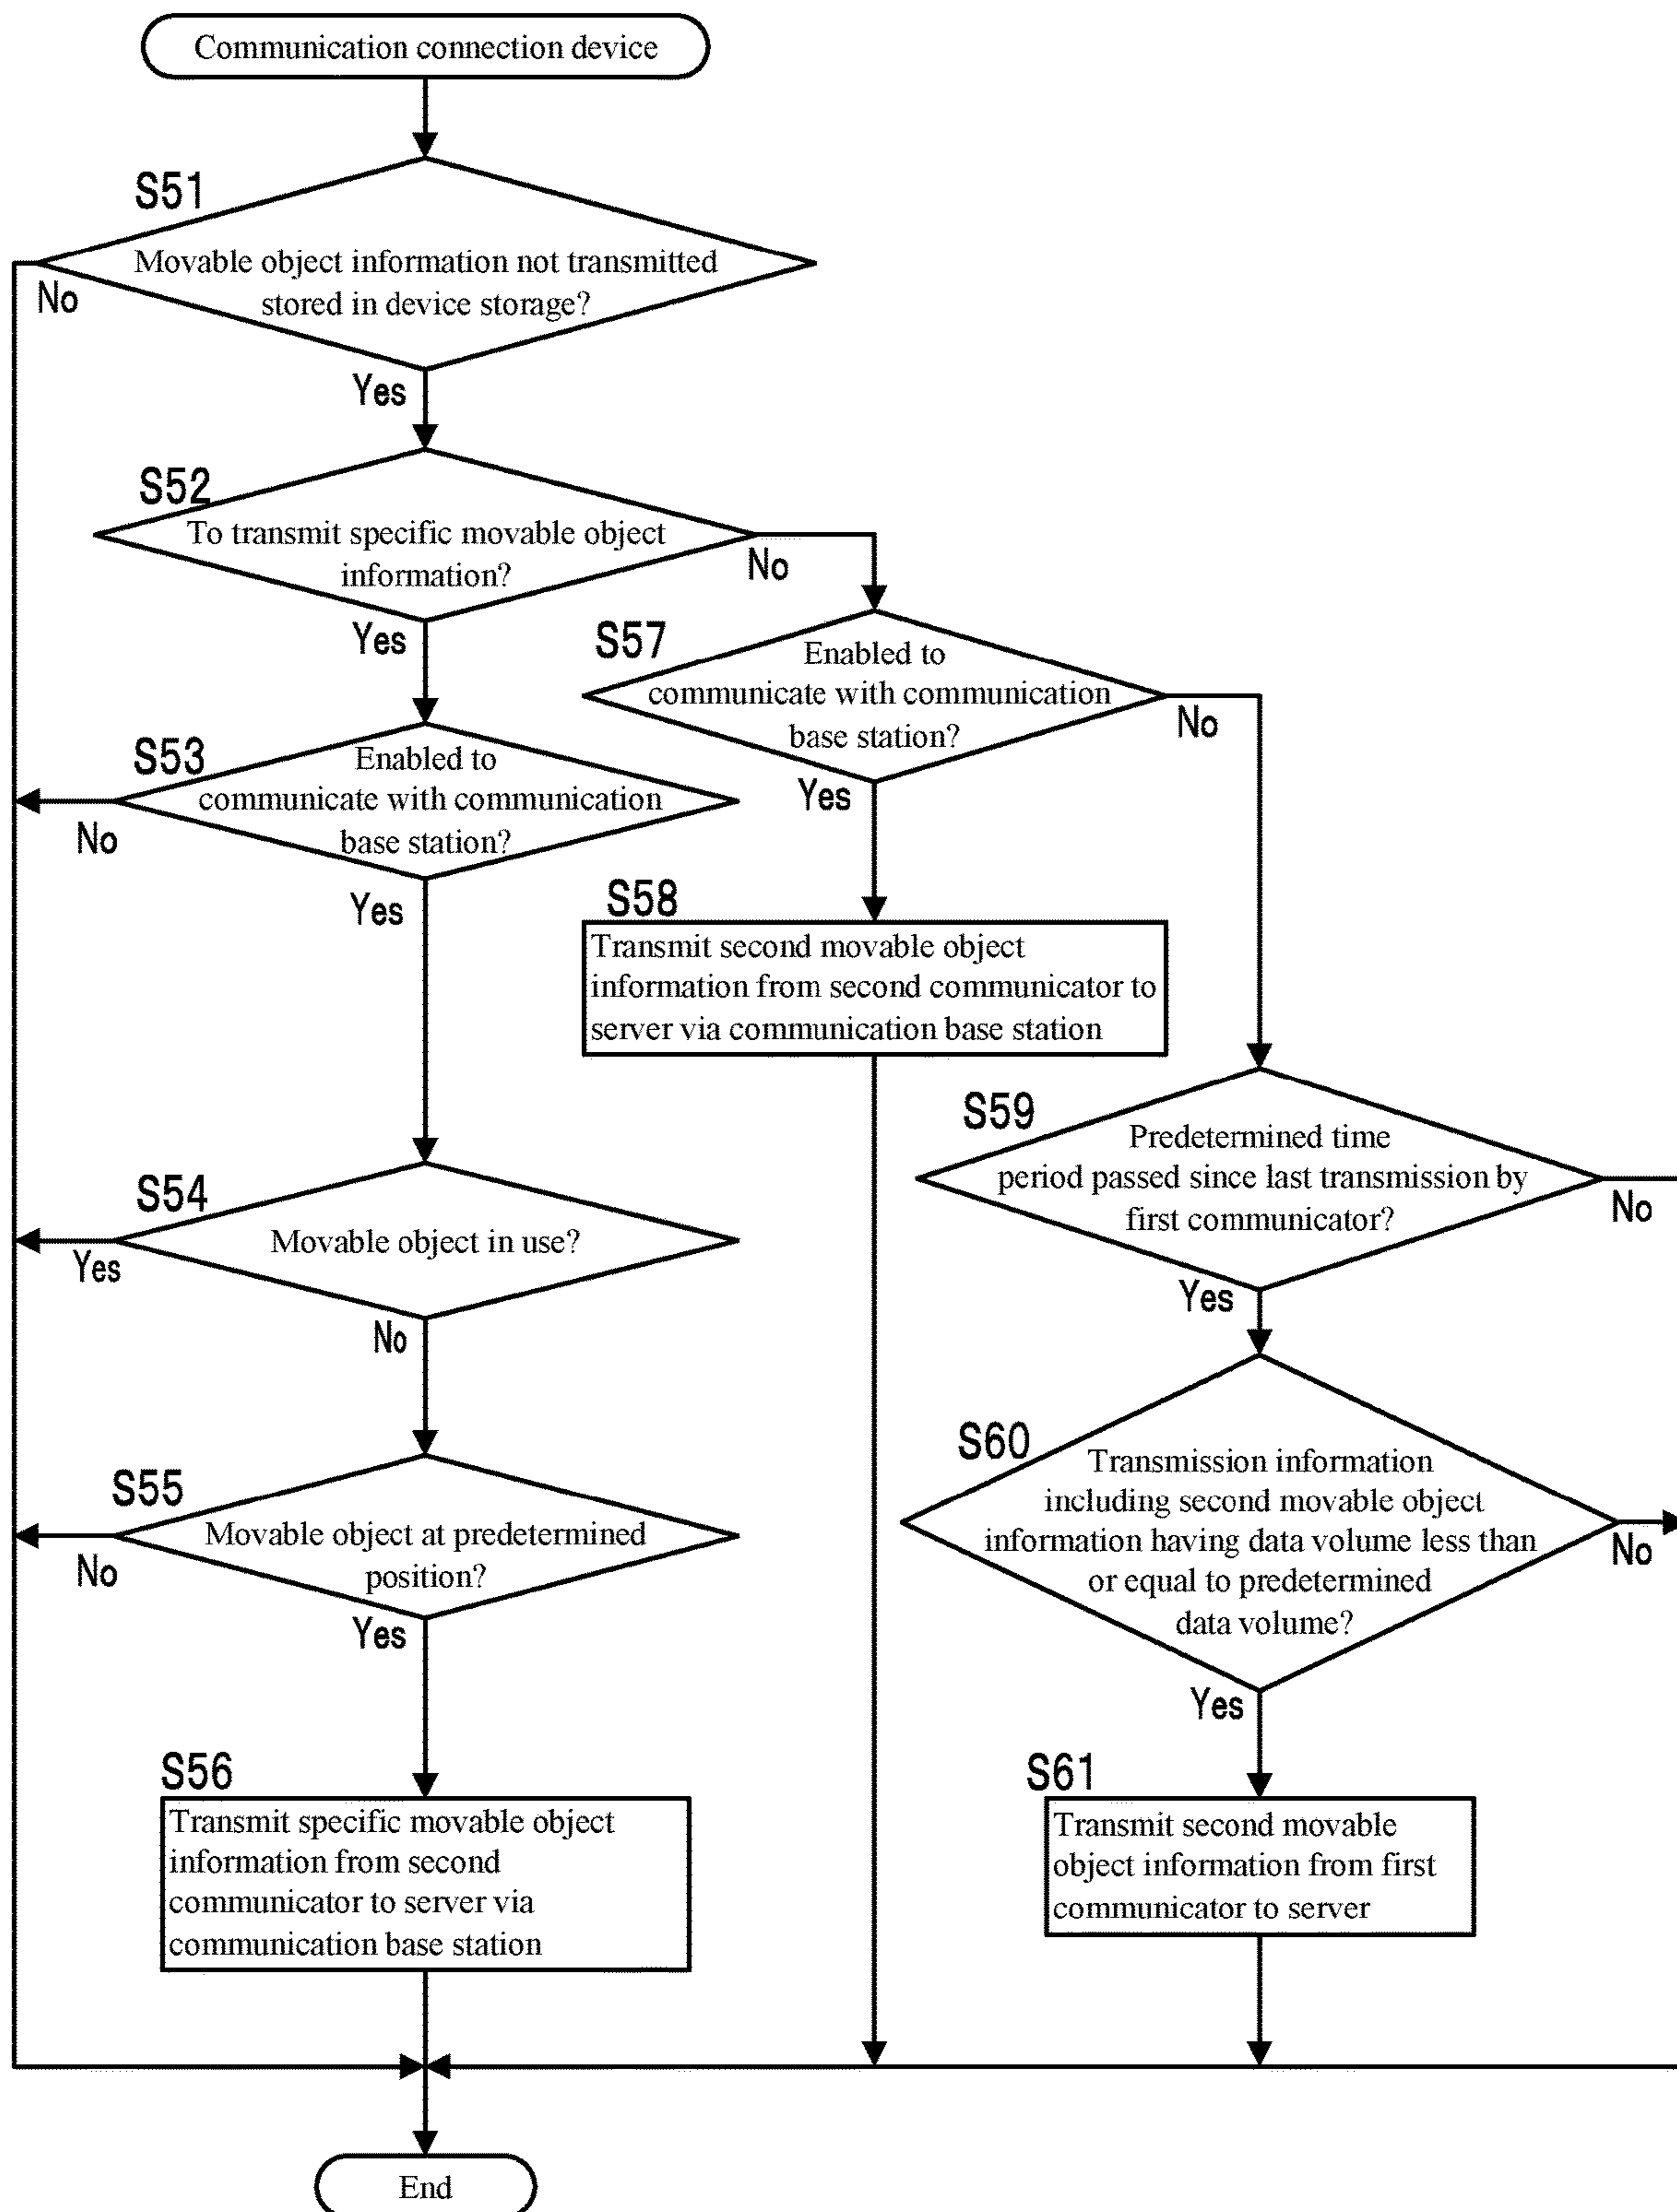 Communication connection device
S51
Movable object information not transmitted
stored in device storage?
No
Yes
S52
To transmit specific movable object
information?
No
Yes
S53
Enabled to
communicate with communication
base station?
No
Yes
S57
Enabled to
communicate with communication
base station?
No
Yes
S58
Transmit second movable object
information from second communicator to
server via communication base station
S54
Movable object in use?
Yes
No
S59
Predetermined time
period passed since last transmission by
first communicator?
No
Yes
S55
Movable object at predetermined
position?
No
Yes
S60
Transmission information
including second movable object
information having data volume less than
or equal to predetermined
data volume?
No
Yes
S56
Transmit specific movable object
information from second
communicator to server via
communication base station
S61
Transmit second movable
object information from first
communicator to server
End